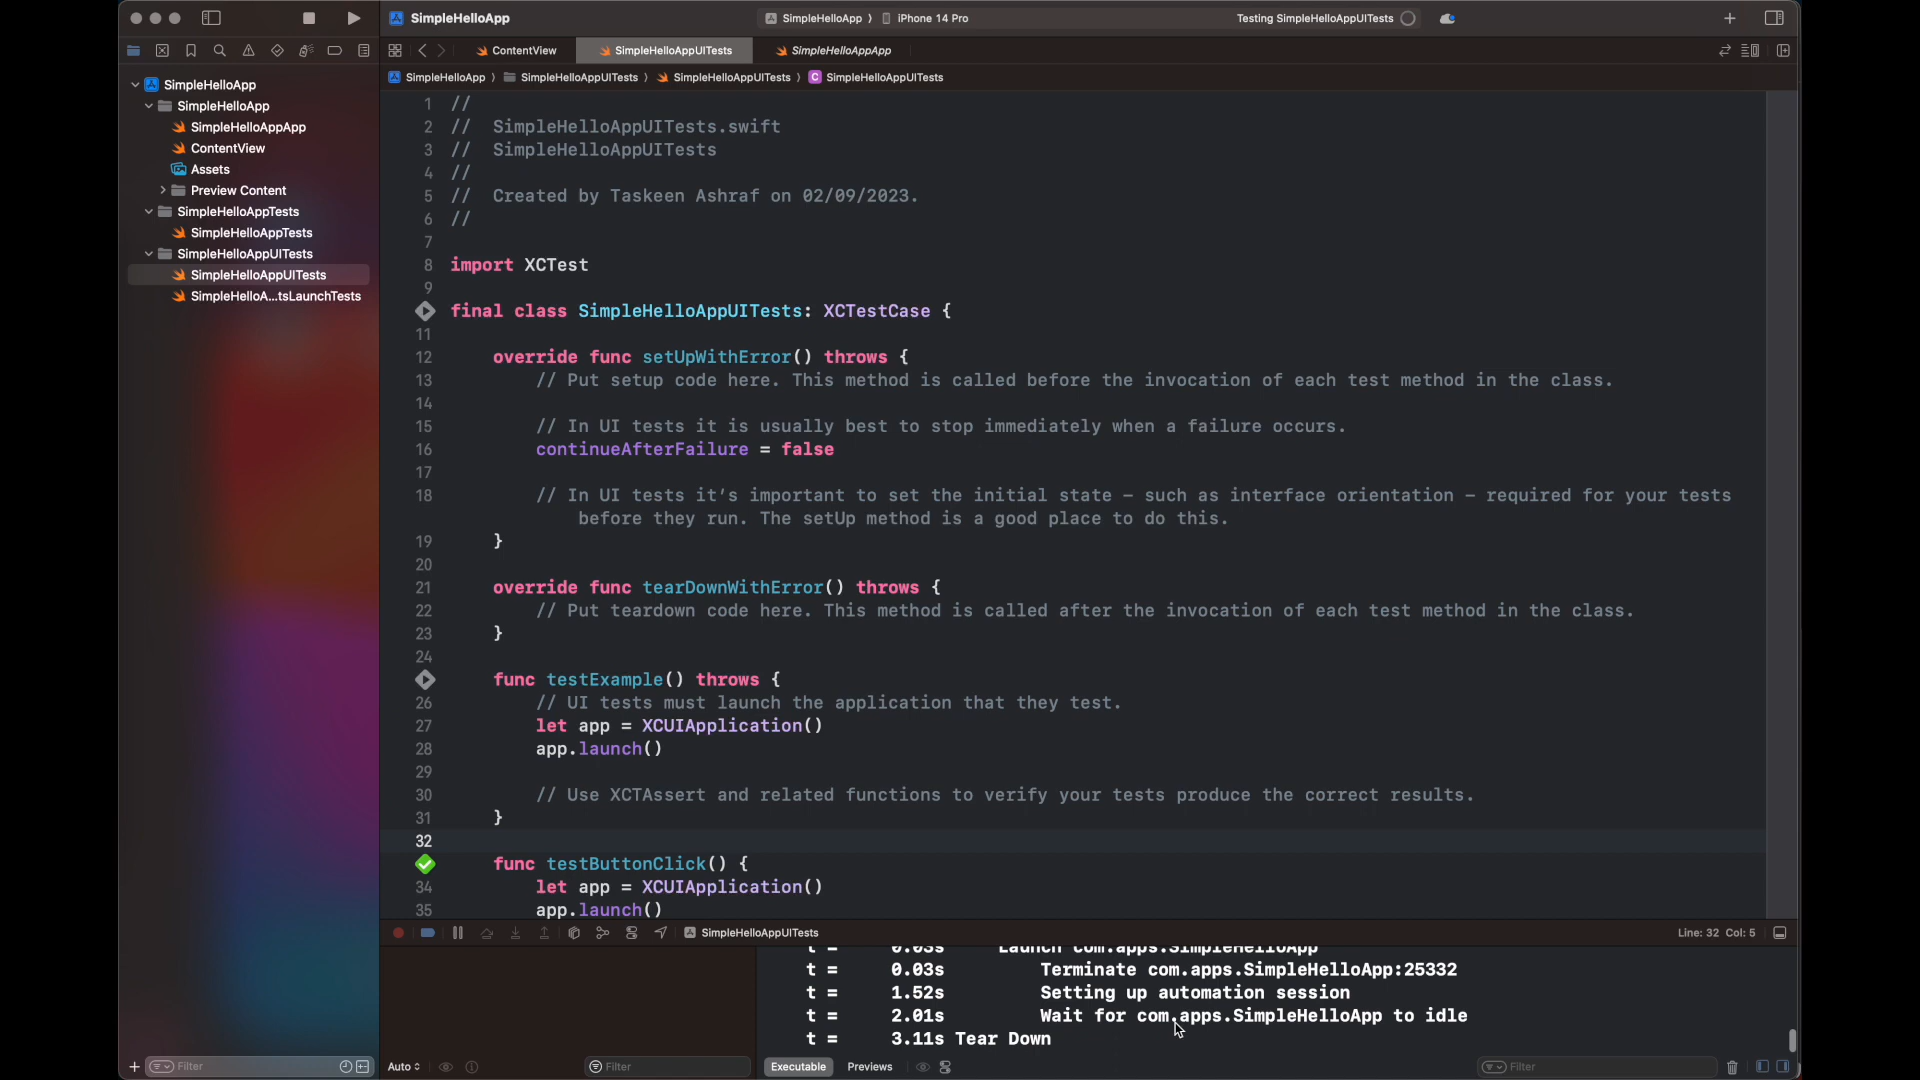 SimpleHelloApp
SimpleHelloApp
iPhone 14 Pro
Testing SimpleHelloAppUITests
ContentView
SimpleHelloAppUITests
SimpleHelloAppApp
SimpleHelloApp
SimpleHelloAppUITests
SimpleHelloAppUITests
SimpleHelloAppUITests
SimpleHelloApp
SimpleHelloApp
SimpleHelloAppApp
ContentView
Assets
Preview Content
SimpleHelloAppTests
SimpleHelloAppTests
SimpleHelloAppUITests
SimpleHelloAppUITests
SimpleHelloA...tsLaunchTests
1 //
2 // SimpleHelloAppUITests.swift
3 // SimpleHelloAppUITests
4 //
5 // Created by Taskeen Ashraf on 02/09/2023.
6 //
7
8 import XCTest
9
final class SimpleHelloAppUITests: XCTestCase {
11
12 override func setUpWithError() throws {
13 // Put setup code here. This method is called before the invocation of each test method in the class.
14
15 // In UI tests it is usually best to stop immediately when a failure occurs.
16 continueAfterFailure = false
17
18 // In UI tests it’s important to set the initial state - such as interface orientation - required for your tests
before they run. The setUp method is a good place to do this.
19 }
20
21 override func tearDownWithError() throws {
22 // Put teardown code here. This method is called after the invocation of each test method in the class.
23 }
24
func testExample() throws {
26 // UI tests must launch the application that they test.
27 let app = XCUIApplication()
28 app.launch()
29
30 // Use XCTAssert and related functions to verify your tests produce the correct results.
31 }
32
func testButtonClick() {
34 let app = XCUIApplication()
35 app.launch()
SimpleHelloAppUITests
Line: 32 Col: 5
t = 0.03s Launch com.apps.SimpleHelloApp
t = 0.03s Terminate com.apps.SimpleHelloApp:25332
t = 1.52s Setting up automation session
t = 2.01s Wait for com.apps.SimpleHelloApp to idle
t = 3.11s Tear Down
Filter
Auto
Filter
Executable
Previews
Filter